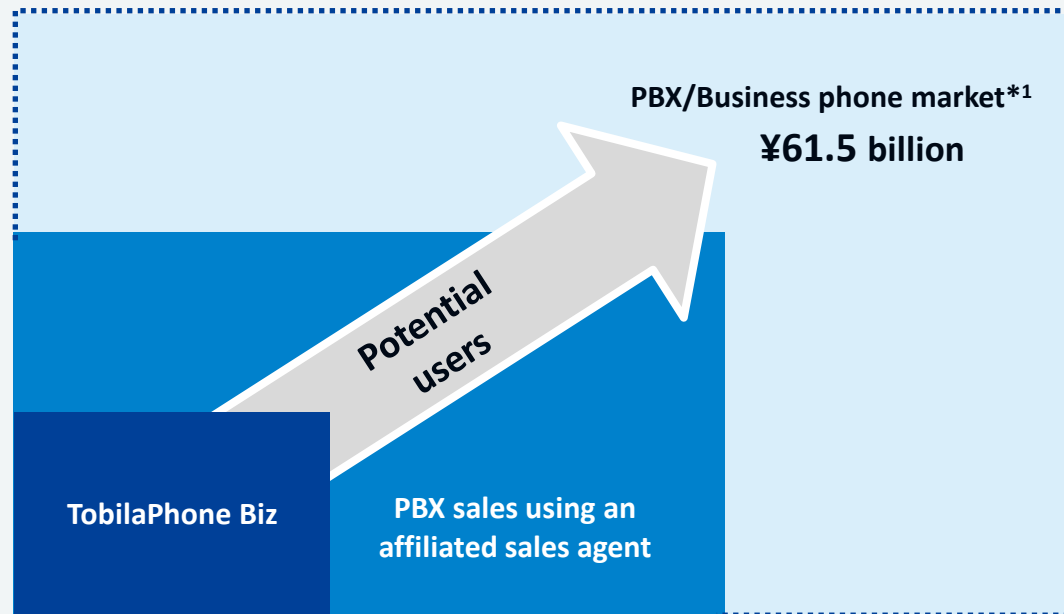 PBX/Business phone market*1
¥61.5 billion
Potential
users
TobilaPhone Biz
PBX sales using an
affiliated sales agent